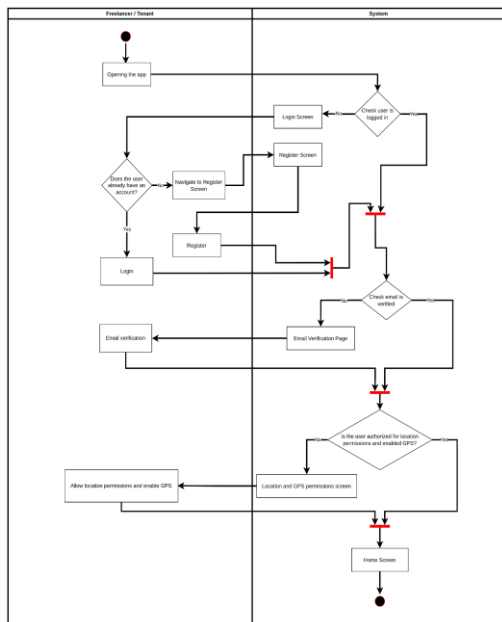 Freelancer / Tenant
System
Opening the app
Check user is
logged in
No
Yes
Login Screen
Register Screen
Does the user
already have an
account?
No
Navigate to Register
Screen
Yes
Register
Login
Check email is
verified
No
Yes
Email verification
Email Verification Page
Is the user authorized for location
permissions and enabled GPS?
No
Yes
Allow location permissions and enable GPS
Location and GPS permissions screen
Home Screen